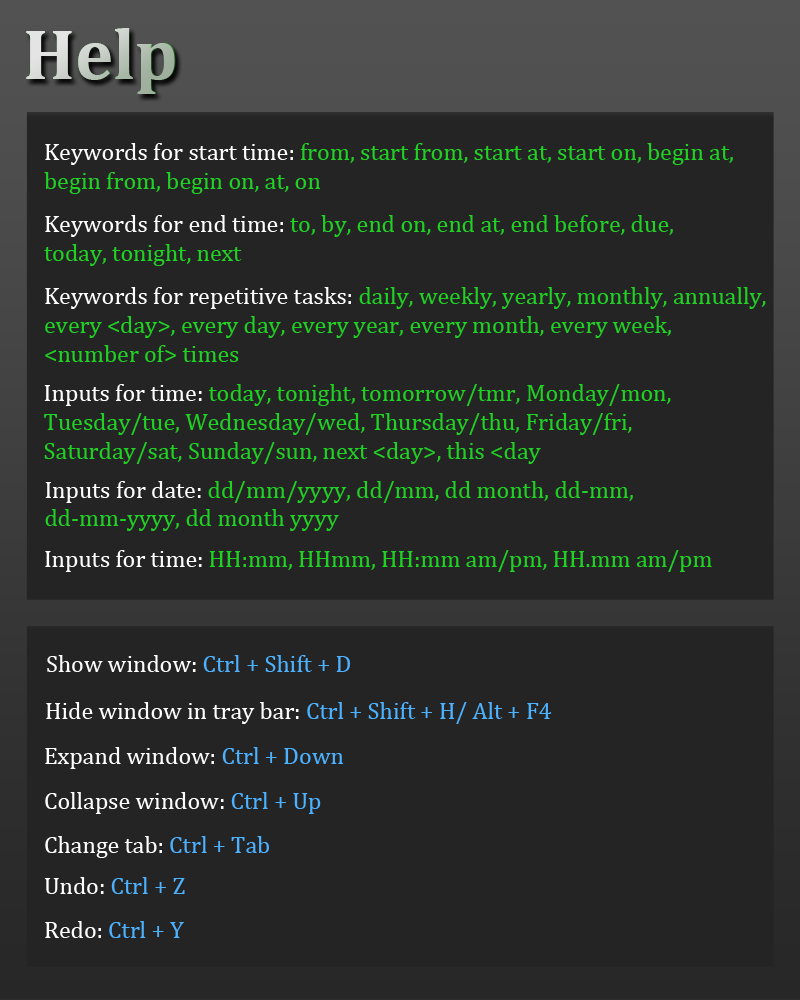 Help
Keywords for start time: from, start from, start at, start on, begin at,
begin from, begin on, at, on
Keywords for end time: to, by, end on, end at, end before, due,
today, tonight, next
Keywords for repetitive tasks: daily, weekly, yearly, monthly, annually,
every <day>, every day, every year, every month, every week,
<number of> times
Inputs for time: today, tonight, tomorrow/tmr, Monday/mon,
Tuesday/tue, Wednesday/wed, Thursday/thu, Friday/fri,
Saturday/sat, Sunday/sun, next <day>, this <day
Inputs for date: dd/mm/yyyy, dd/mm, dd month, dd-mm,
dd-mm-yyyy, dd month yyyy
Inputs for time: HH:mm, HHmm, HH:mm am/pm, HH.mm am/pm
Show window: Ctrl + Shift + D
Hide window in tray bar: Ctrl + Shift + H/ Alt + F4
Expand window: Ctrl + Down
Collapse window: Ctrl + Up
Change tab: Ctrl + Tab
Undo: Ctrl + Z
Redo: Ctrl + Y